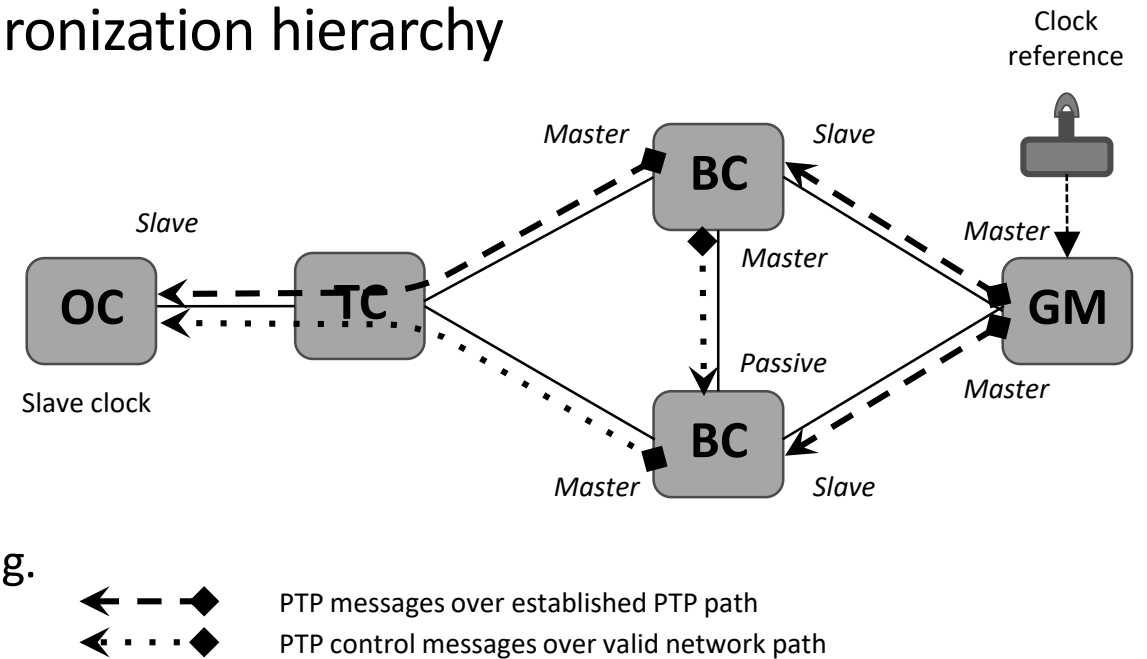 ronization hierarchy
Clock
reference
Master
BC
Slave
Slave
Master
Master
OC
TC
GM
Passive
Slave clock
Master
BC
Master
Slave
g.
PTP messages over established PTP path
PTP control messages over valid network path